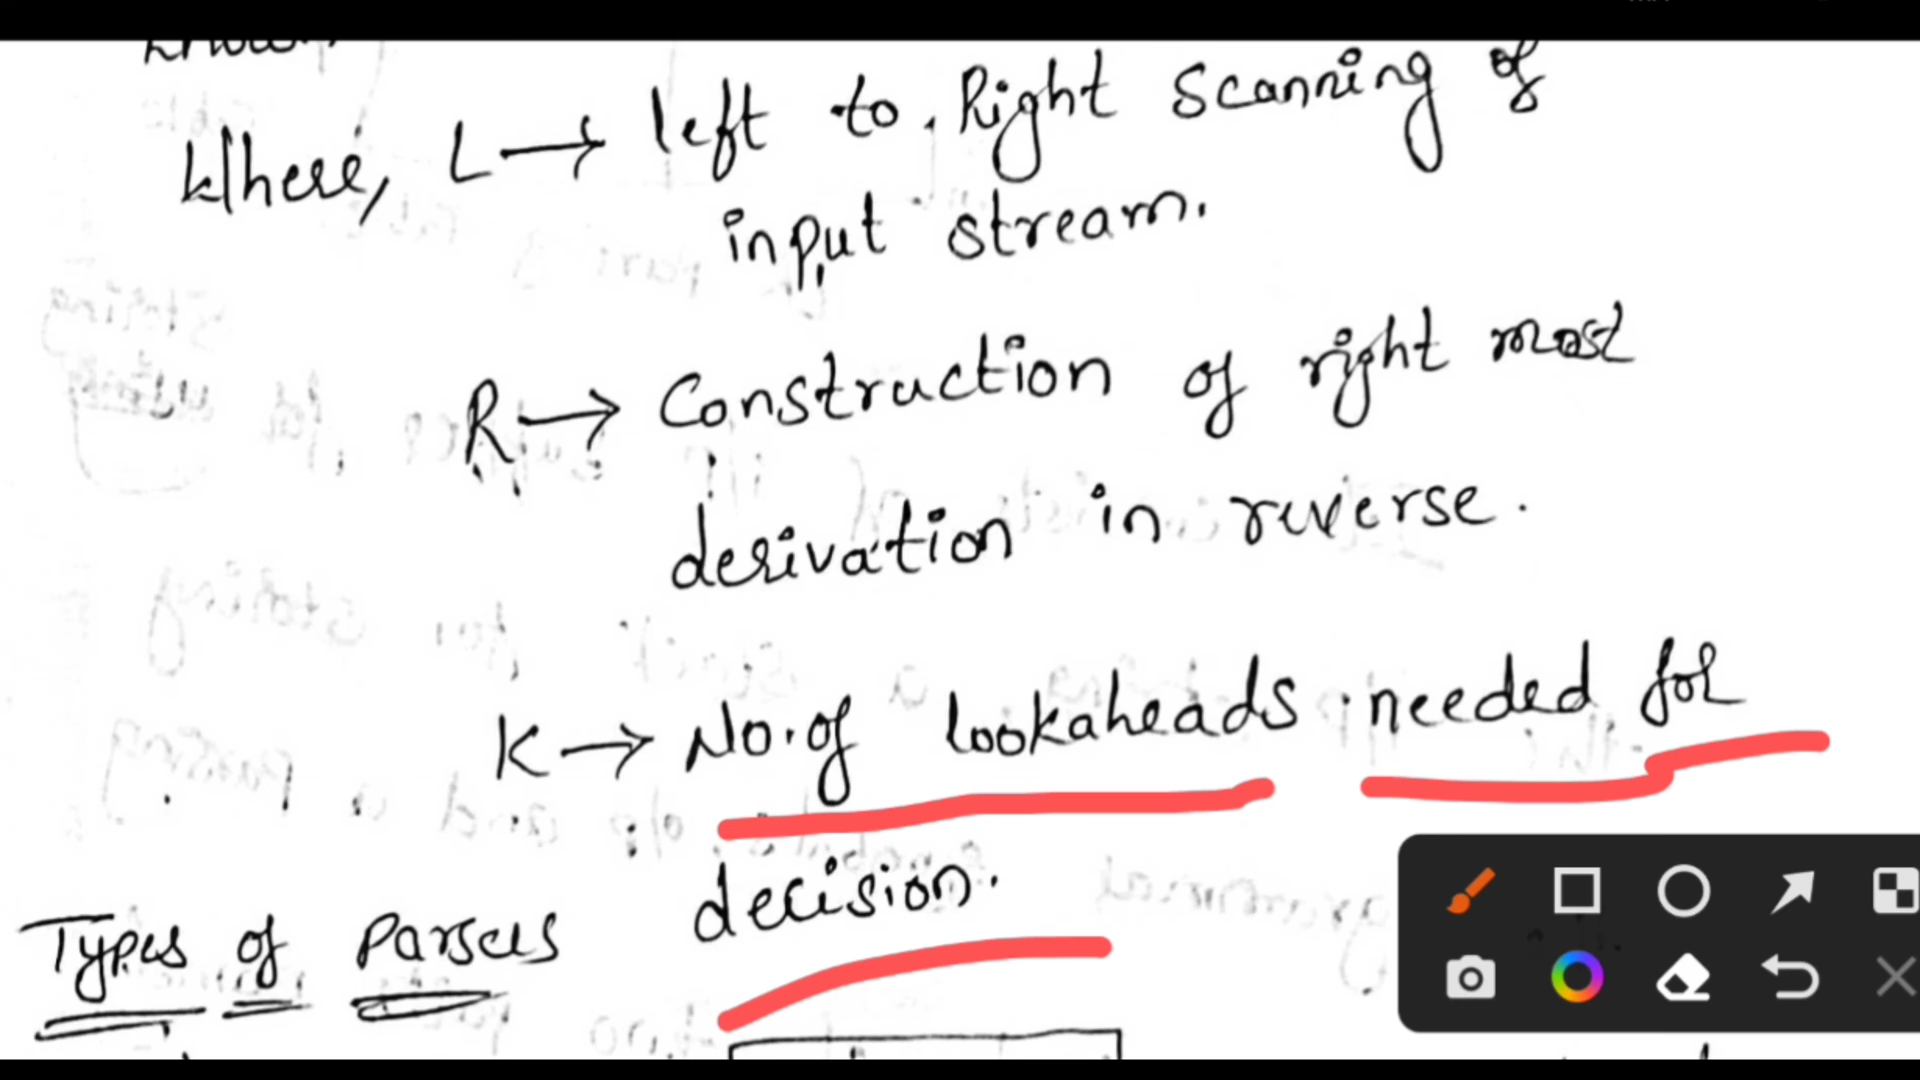 Where, L → left to Right Scanning of
input stream.
R → Construction of right most
derivation in reverse.
K → No. of lookaheads needed for
decision.
Types of Parsers